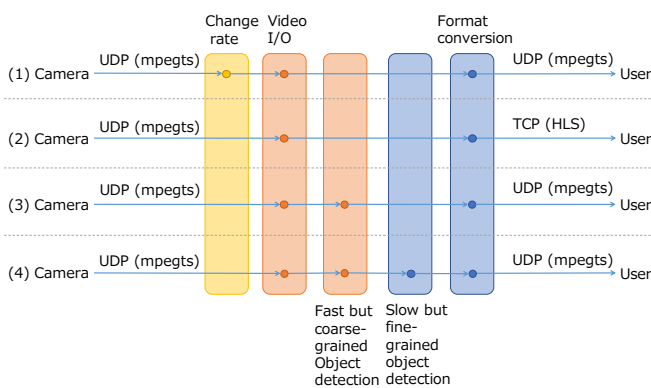 Change rate
Video I/O
Format conversion
(1) Camera
UDP (mpegts)
UDP (mpegts)
User
(2) Camera
UDP (mpegts)
TCP (HLS)
User
(3) Camera
UDP (mpegts)
UDP (mpegts)
User
(4) Camera
UDP (mpegts)
UDP (mpegts)
User
Fast but
coarse-
grained
Object
detection
Slow but
fine-
grained
object
detection